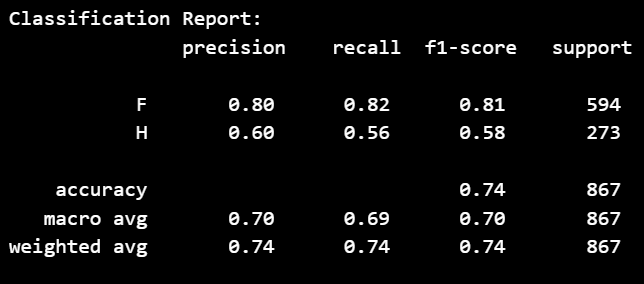 Classification Report:
precision recall f1-score support
F 0.80 0.82 0.81 594
H 0.60 0.56 0.58 273
accuracy 0.74 867
macro avg 0.70 0.69 0.70 867
weighted avg 0.74 0.74 0.74 867